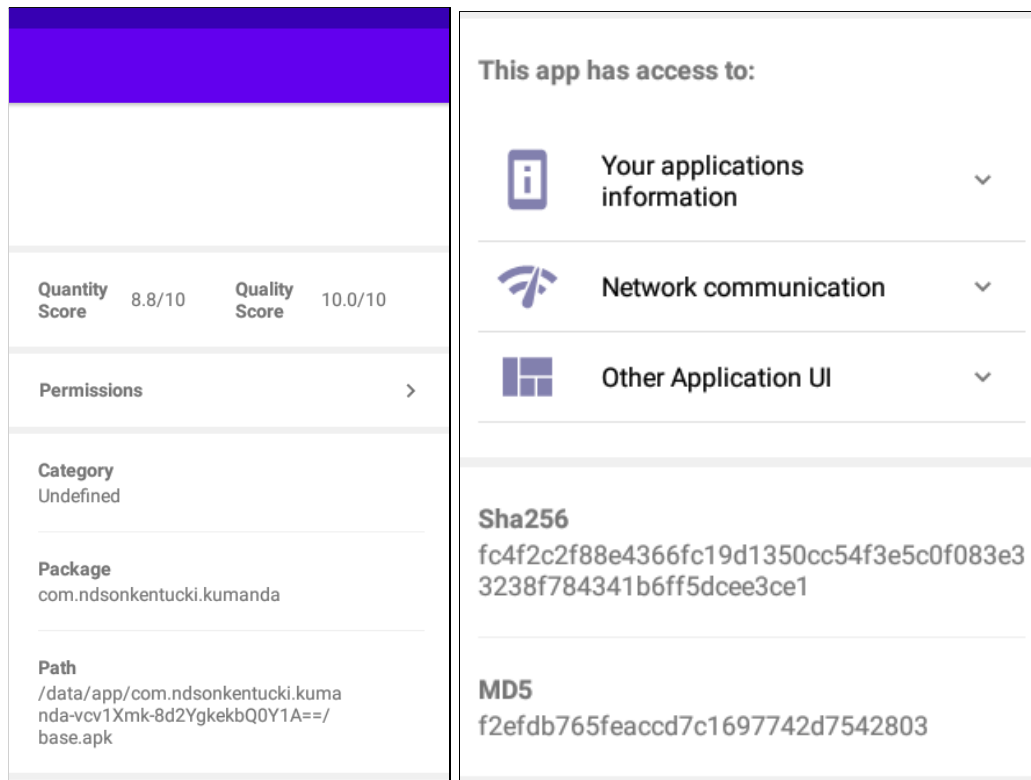 Quantity Score
8.8/10
Quality Score
10.0/10
Permissions
Category
Undefined
Package
com.ndsonkentucki.kumanda
Path
/data/app/com.ndsonkentucki.kuma
nda-vcv1Xmk-8d2YgkekbQ0Y1A==/
base.apk
This app has access to:
Your applications
information
Network communication
Other Application UI
Sha256
fc4f2c2f88e4366fc19d1350cc54f3e5c0f083e3
3238f784341b6ff5dcee3ce1
MD5
f2efdb765feaccd7c1697742d7542803